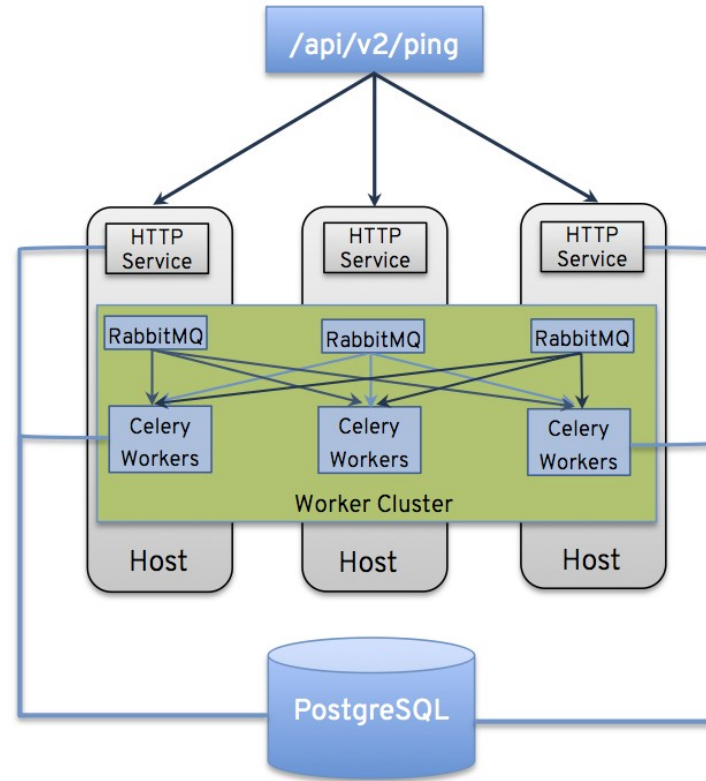 /api/v2/ping
HTTP
Service
HTTP
Service
HTTP
Service
RabbitMQ
RabbitMQ
RabbitMQ
Celery
Workers
Celery
Workers
Celery
Workers
Worker Cluster
Host
Host
Host
PostgreSQL